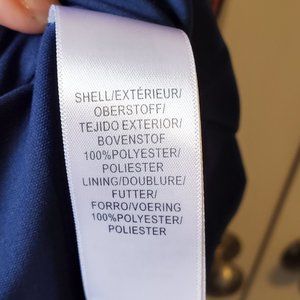 SHELL/EXTÉRIEUR/
OBERSTOFF/
TEJIDO EXTERIOR/
BOVENSTOF
100%POLYESTER/
POLIESTER
LINING/DOUBLURE/
FUTTER/
FORRO/VOERING
100%POLYESTER/
POLIESTER